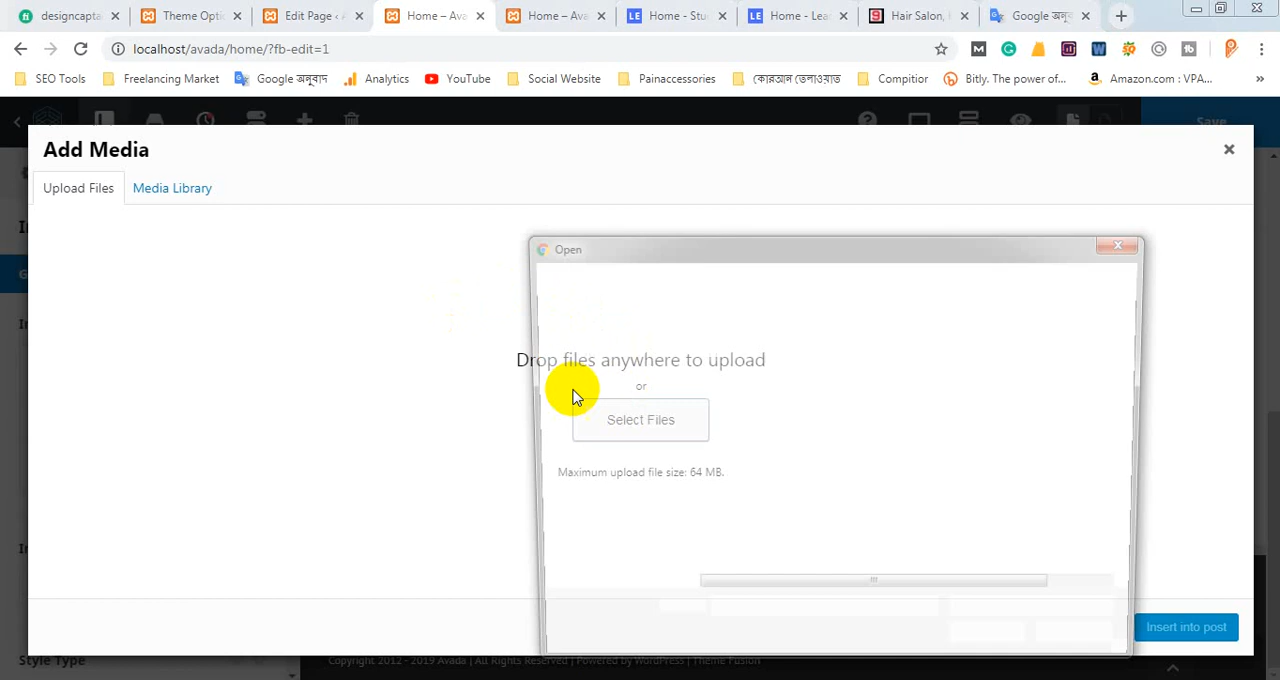 designcapta
Theme Optio
Edit Page ‹
Home – Avad
Home – Ava
Home - Stu
Home - Lea
Hair Salon,
Google অনুবা
localhost/avada/home/?fb-edit=1
SEO Tools
Freelancing Market
Google অনুবাদ
Analytics
YouTube
Social Website
Painaccessories
কোরআন তেলাওয়াত
Compitior
Bitly. The power of...
Amazon.com : VPA...
»
Save
Add Media
Upload Files
Media Library
Open
Drop files anywhere to upload
or
Select Files
Maximum upload file size: 64 MB.
Insert into post
Style Type
Copyright 2012 - 2019 Avada | All Rights Reserved | Powered by WordPress | Theme Fusion